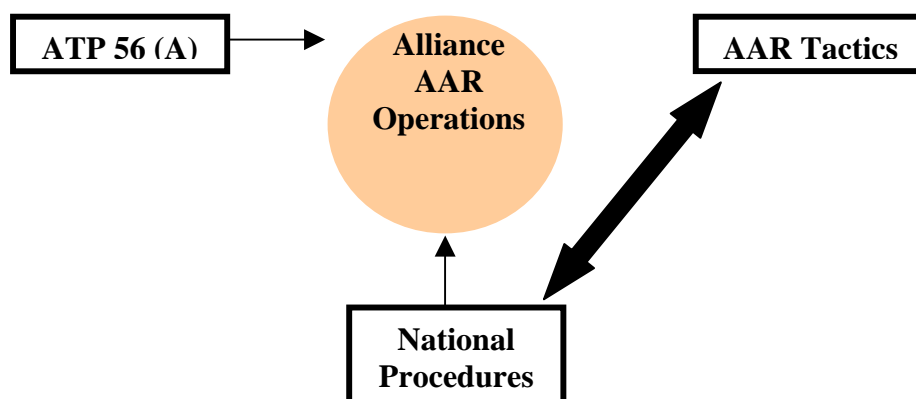 ATP 56 (A)
Alliance
AAR
Operations
AAR Tactics
National
Procedures